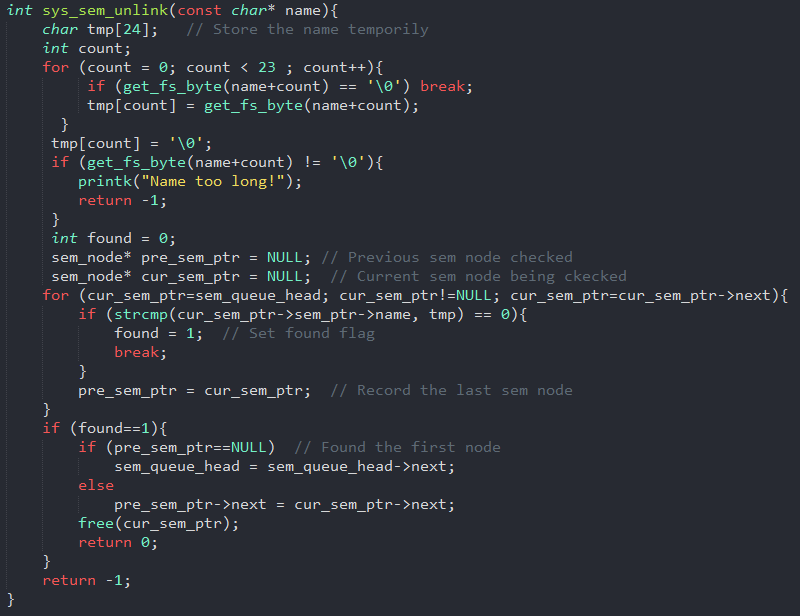 int sys_sem_unlink(const char* name){
    char tmp[24];   // Store the name temporily
    int count;
    for (count = 0; count < 23 ; count++){
         if (get_fs_byte(name+count) == '\0') break;
         tmp[count] = get_fs_byte(name+count);
      }
     tmp[count] = '\0';
     if (get_fs_byte(name+count) != '\0'){
        printk("Name too long!");
        return -1;
     }
     int found = 0;
     sem_node* pre_sem_ptr = NULL; // Previous sem node checked
     sem_node* cur_sem_ptr = NULL;  // Current sem node being ckecked
    for (cur_sem_ptr=sem_queue_head; cur_sem_ptr!=NULL; cur_sem_ptr=cur_sem_ptr->next){
        if (strcmp(cur_sem_ptr->sem_ptr->name, tmp) == 0){
            found = 1;  // Set found flag
            break;
        }
        pre_sem_ptr = cur_sem_ptr;  // Record the last sem node
    }
    if (found==1){
        if (pre_sem_ptr==NULL)  // Found the first node
            sem_queue_head = sem_queue_head->next;
        else
            pre_sem_ptr->next = cur_sem_ptr->next;
        free(cur_sem_ptr);
        return 0;
    }
    return -1;
}